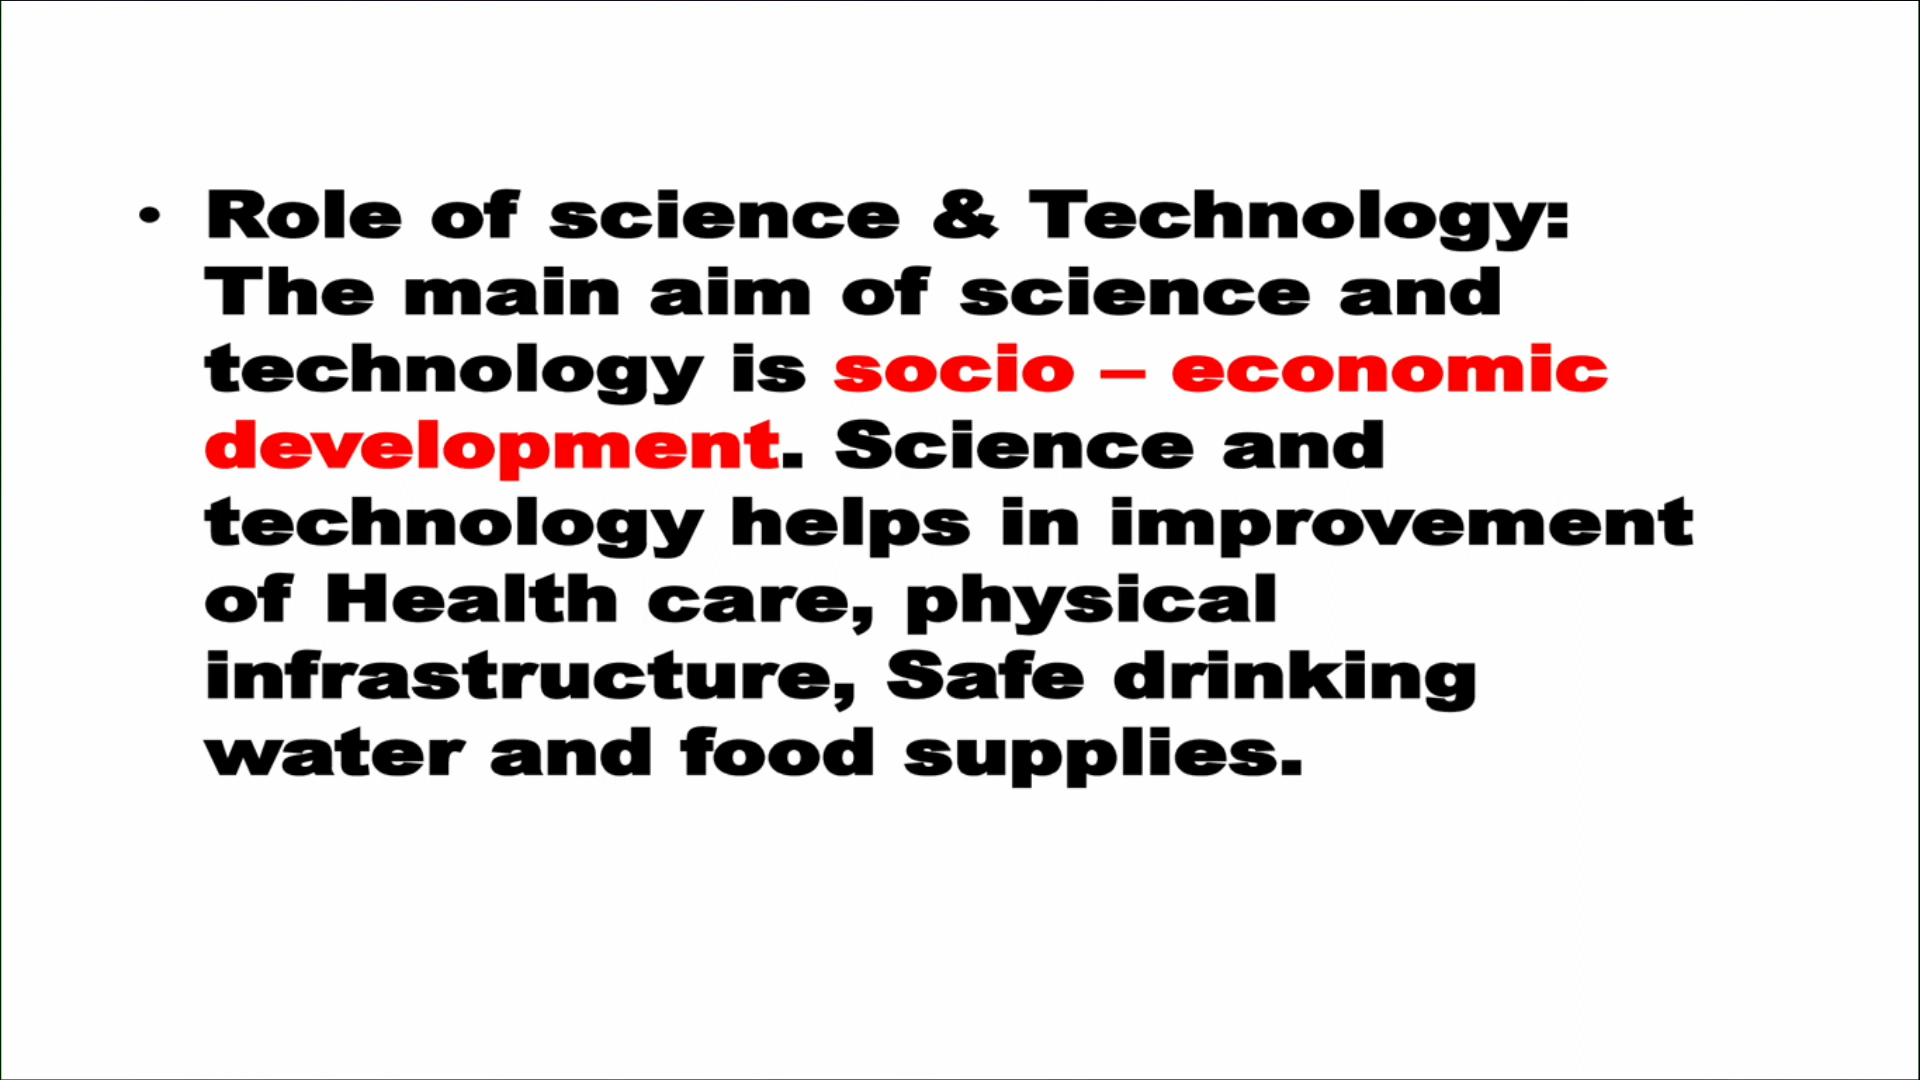 • Role of science & Technology:
The main aim of science and
technology is socio – economic
development. Science and
technology helps in improvement
of Health care, physical
infrastructure, Safe drinking
water and food supplies.